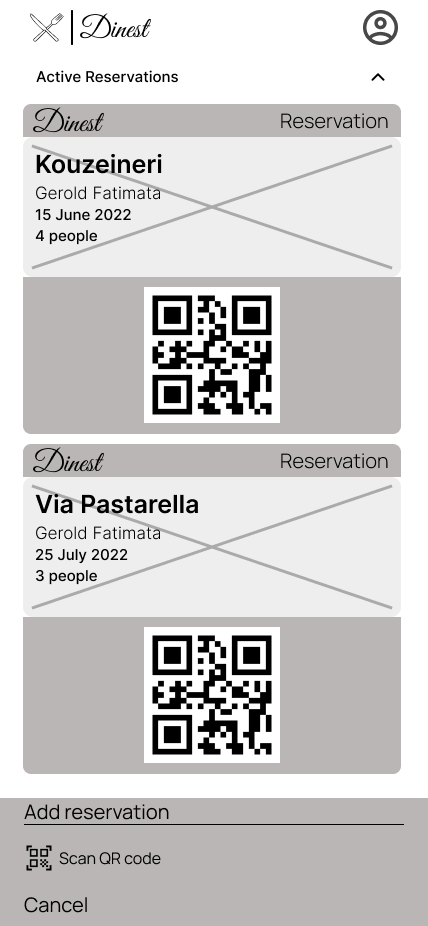 Dinest
Active Reservations
Dinest Reservation
Kouzeineri
Gerold Fatimata
15 June 2022
4 people
Dinest Reservation
Via Pastarella
Gerold Fatimata
25 July 2022
3 people
Add reservation
Scan QR code
Cancel